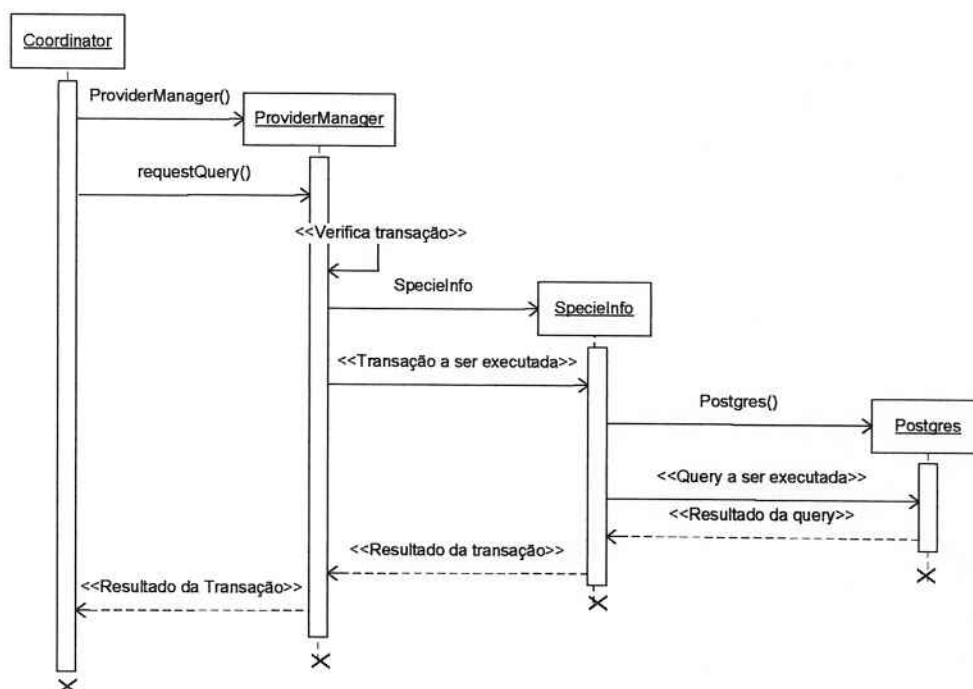 Coordinator
ProviderManager()
ProviderManager
requestQuery()
<<Verifica transação>>
SpecieInfo
SpecieInfo
<<Transação a ser executada>>
Postgres()
Postgres
<<Query a ser executada>>
<<Resultado da query>>
<<Resultado da transação>>
<<Resultado da Transação>>